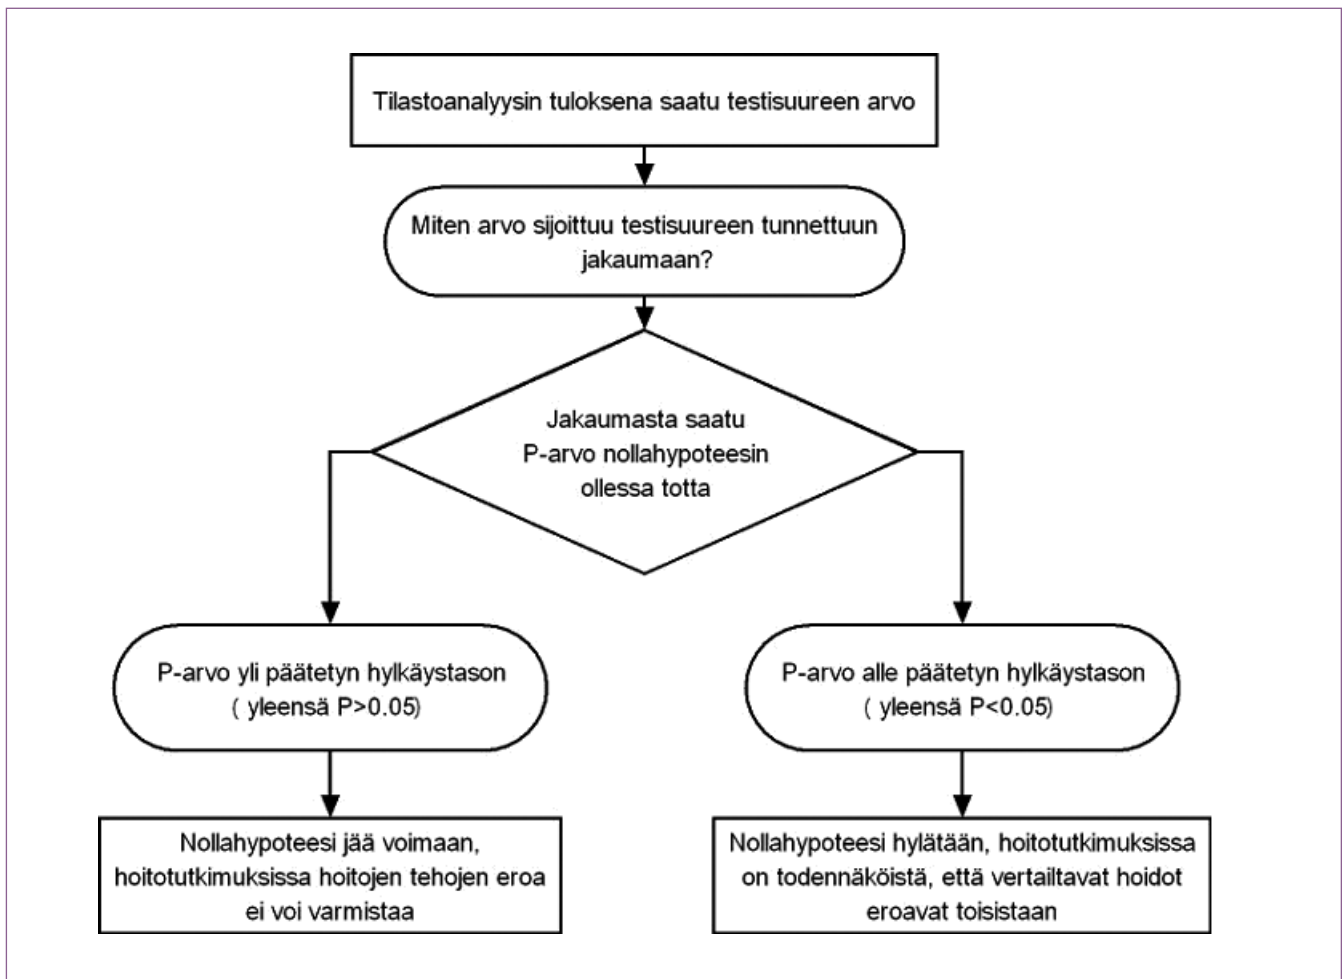 Tilastoanalyysin tuloksena saatu testisuureen arvo
Miten arvo sijoittuu testisuureen tunnettuun
jakaumaan?
Jakaumasta saatu
P-arvo nollahypoteesin
ollessa totta
P-arvo yli päätetyn hylkäystason
( yleensä P>0.05)
P-arvo alle päätetyn hylkäystason
( yleensä P<0.05)
Nollahypoteesi jää voimaan,
hoitotutkimuksissa hoitojen tehojen eroa
ei voi varmistaa
Nollahypoteesi hylätään, hoitotutkimuksissa
on todennäköistä, että vertailtavat hoidot
eroavat toisistaan